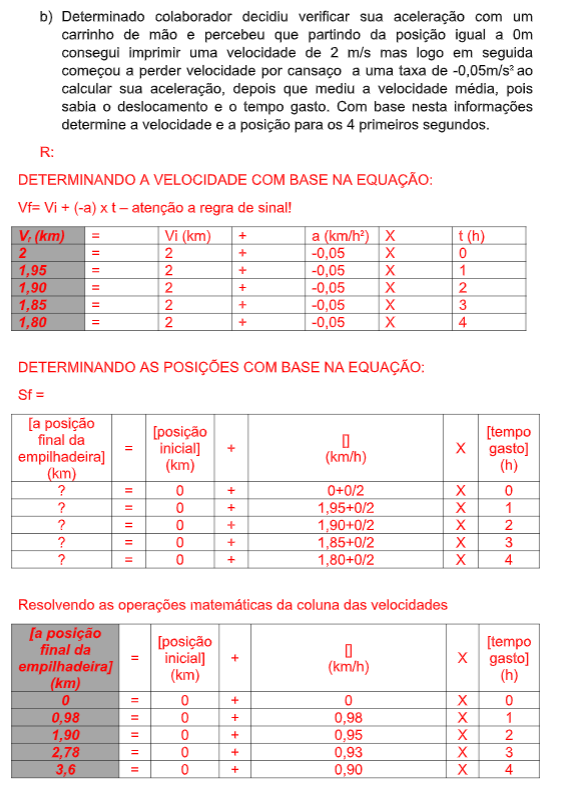 b) Determinado colaborador decidiu verificar sua aceleração com um
carrinho de mão e percebeu que partindo da posição igual a 0m
consegui imprimir uma velocidade de 2 m/s mas logo em seguida
começou a perder velocidade por cansaço a uma taxa de -0,05m/s² ao
calcular sua aceleração, depois que mediu a velocidade média, pois
sabia o deslocamento e o tempo gasto. Com base nesta informações
determine a velocidade e a posição para os 4 primeiros segundos.
R:
DETERMINANDO A VELOCIDADE COM BASE NA EQUAÇÃO:
Vf= Vi + (-a) x t – atenção a regra de sinal!
Vf (km) = Vi (km) + a (km/h²) X t (h)
2 = 2 + -0,05 X 0
1,95 = 2 + -0,05 X 1
1,90 = 2 + -0,05 X 2
1,85 = 2 + -0,05 X 3
1,80 = 2 + -0,05 X 4
DETERMINANDO AS POSIÇÕES COM BASE NA EQUAÇÃO:
Sf =
[a posição
final da
empilhadeira]
(km)
=
[posição
inicial]
(km)
+
[]
(km/h)
X
[tempo
gasto]
(h)
? = 0 + 0+0/2 X 0
? = 0 + 1,95+0/2 X 1
? = 0 + 1,90+0/2 X 2
? = 0 + 1,85+0/2 X 3
? = 0 + 1,80+0/2 X 4
Resolvendo as operações matemáticas da coluna das velocidades
[a posição
final da
empilhadeira]
(km)
=
[posição
inicial]
(km)
+
[]
(km/h)
X
[tempo
gasto]
(h)
0 = 0 + 0 X 0
0,98 = 0 + 0,98 X 1
1,90 = 0 + 0,95 X 2
2,78 = 0 + 0,93 X 3
3,6 = 0 + 0,90 X 4